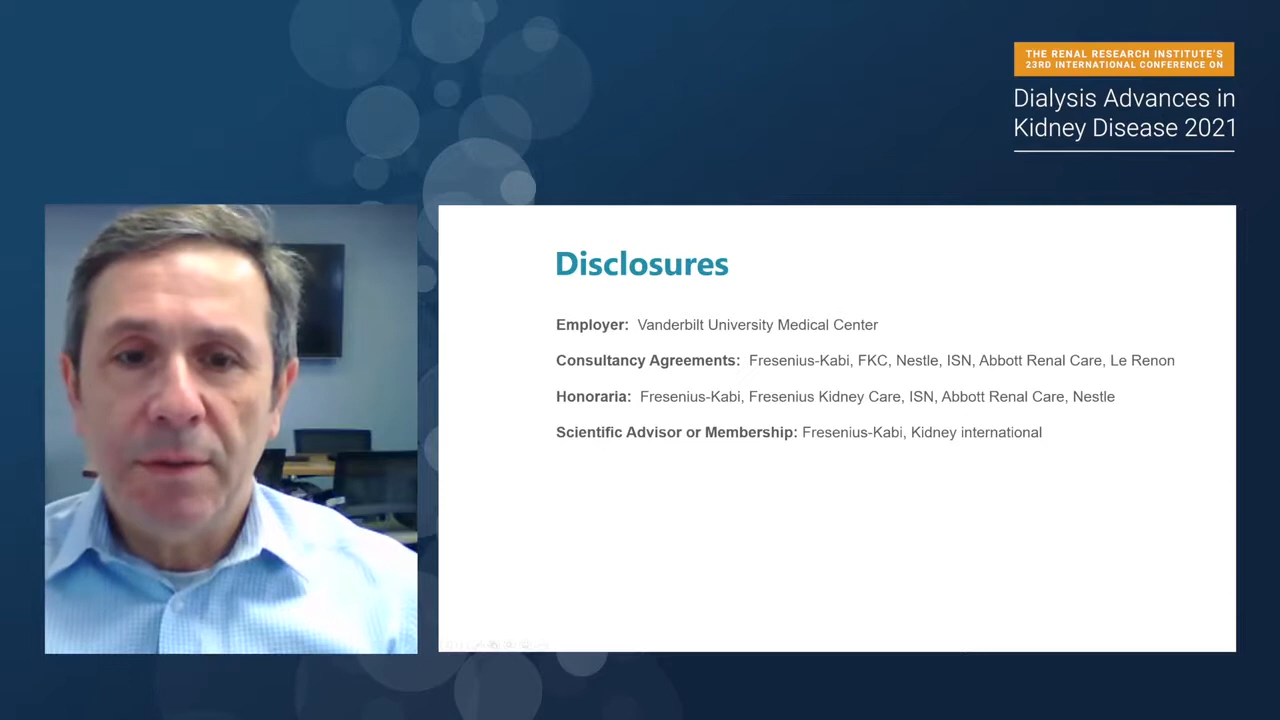 THE RENAL RESEARCH INSTITUTE'S
23RD INTERNATIONAL CONFERENCE ON
Dialysis Advances in
Kidney Disease 2021
Disclosures
Employer: Vanderbilt University Medical Center
Consultancy Agreements: Fresenius-Kabi, FKC, Nestle, ISN, Abbott Renal Care, Le Renon
Honoraria: Fresenius-Kabi, Fresenius Kidney Care, ISN, Abbott Renal Care, Nestle
Scientific Advisor or Membership: Fresenius-Kabi, Kidney international